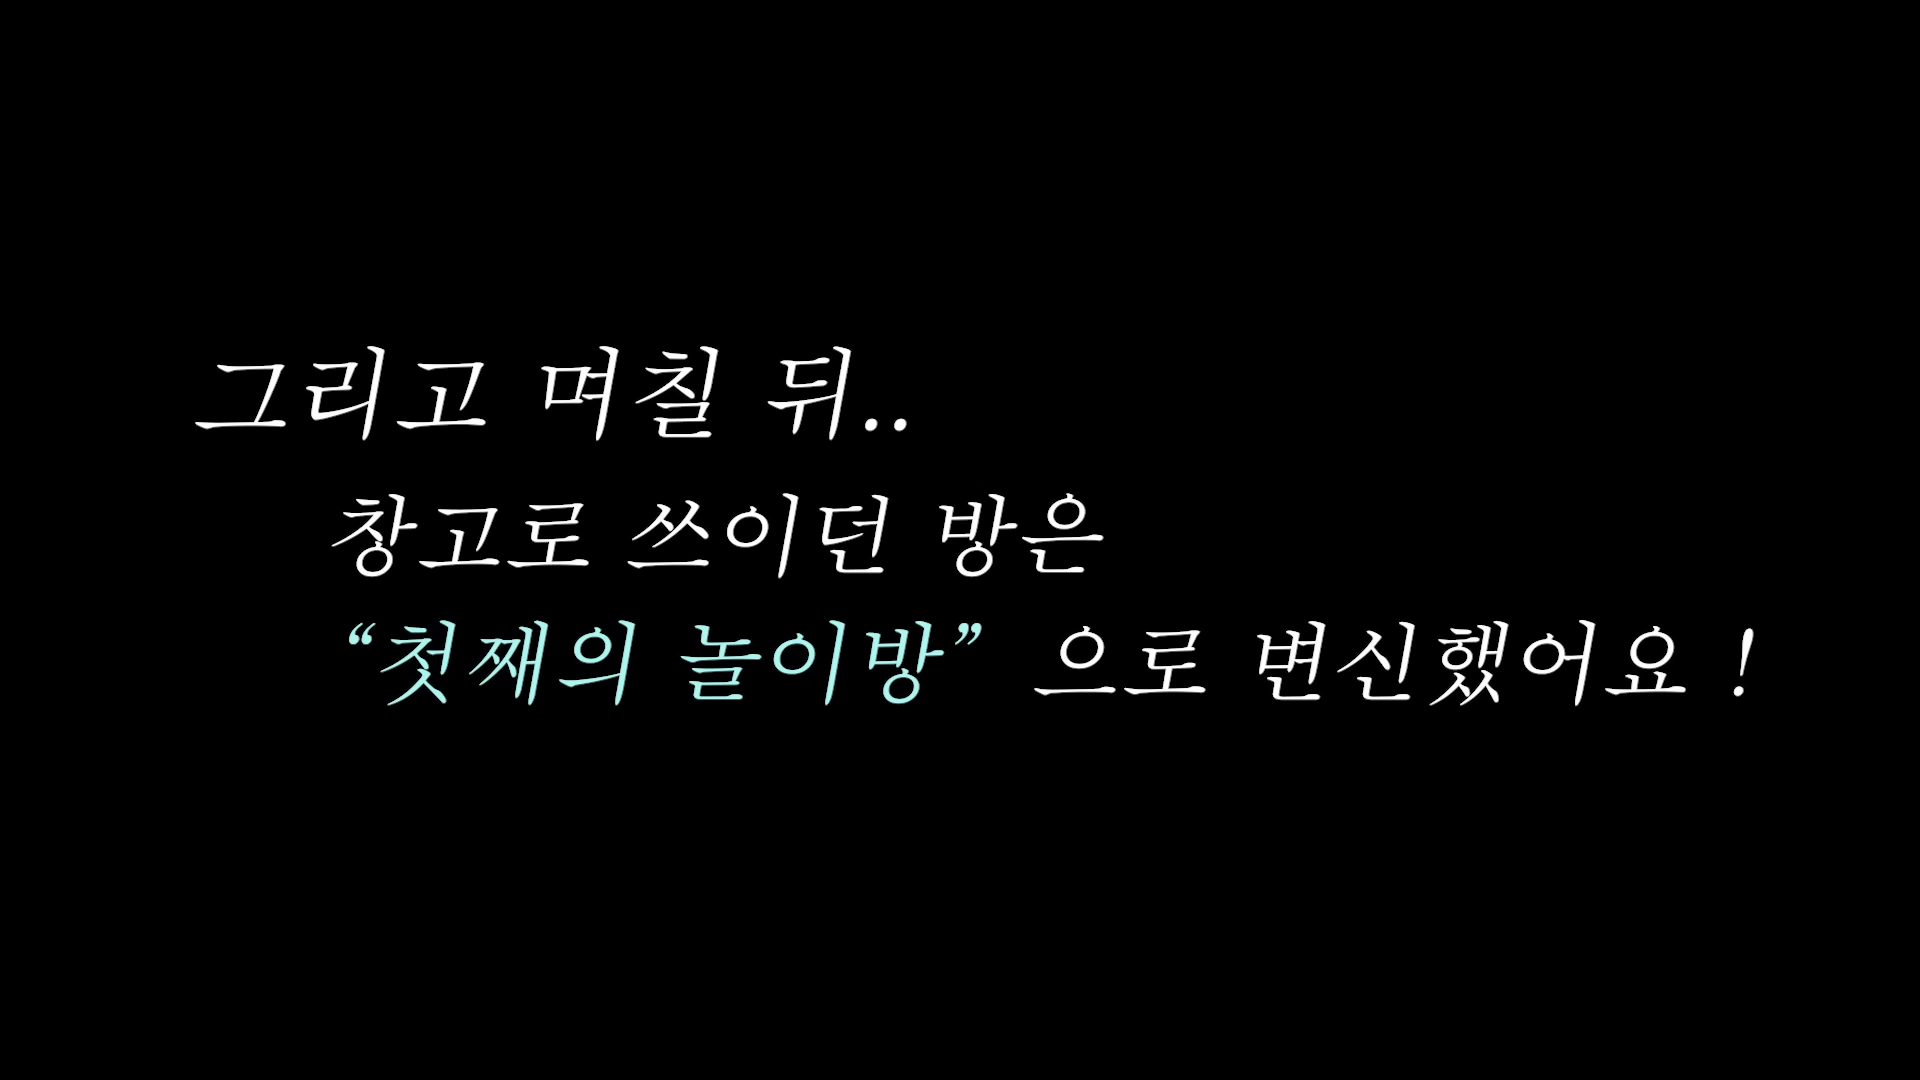 그리고 며칠 뒤..
창고로 쓰이던 방은
“첫째의 놀이방” 으로 변신했어요 !